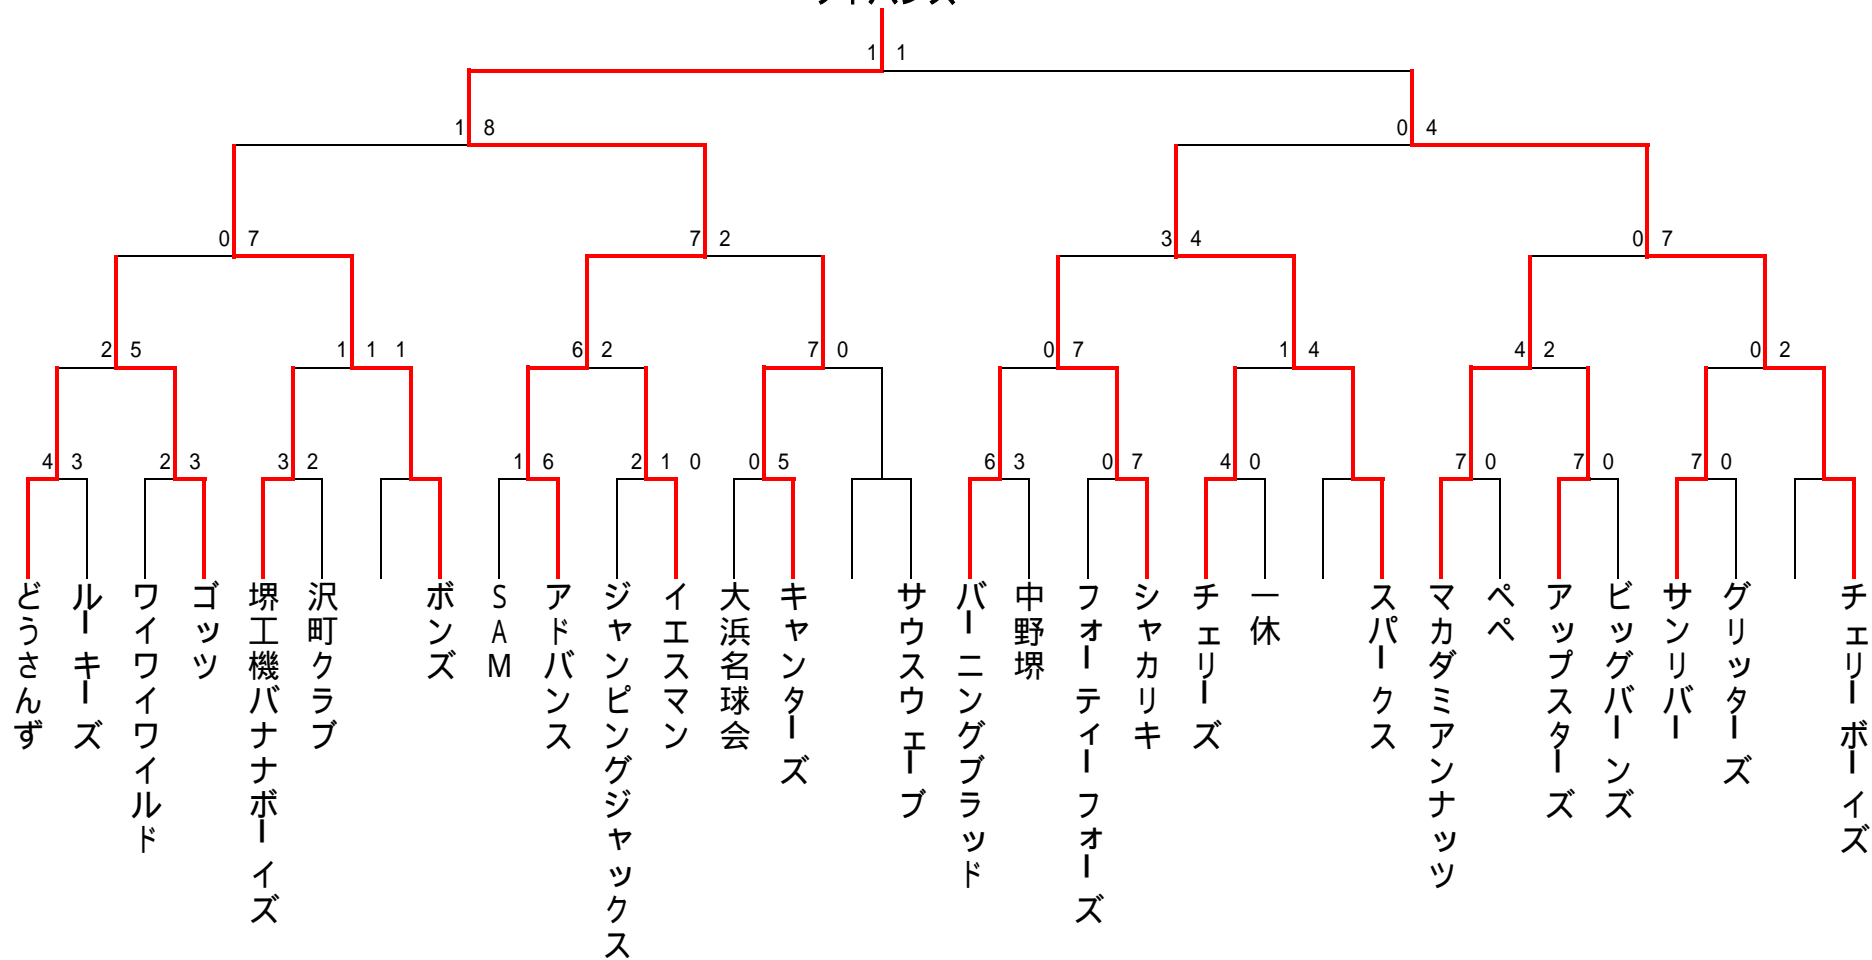 1 1
1 8
0 4
0 7
7 2
3 4
0 7
2 5
1 1 1
6 2
7 0
0 7
1 4
4 2
0 2
4 3
2 3
3 2
1 6
2 1 0
0 5
6 3
0 7
4 0
7 0
7 0
7 0
どうさんず
ルーキーズ
ワイワイワイルド
ゴッツ
堺工機バナナボーイズ
沢町クラブ
ボンズ
SAM
アドバンス
ジャンピングジャックス
イエスマン
大浜名球会
キャンターズ
サウスウェーブ
バーニングブラッド
中野堺
フォーティーフォーズ
シャカリキ
チェリーズ
一休
スパークス
マカダミアンナッツ
ペペ
アップスターズ
ビッグバーンズ
サンリバー
グリッターズ
チェリーボーイズ